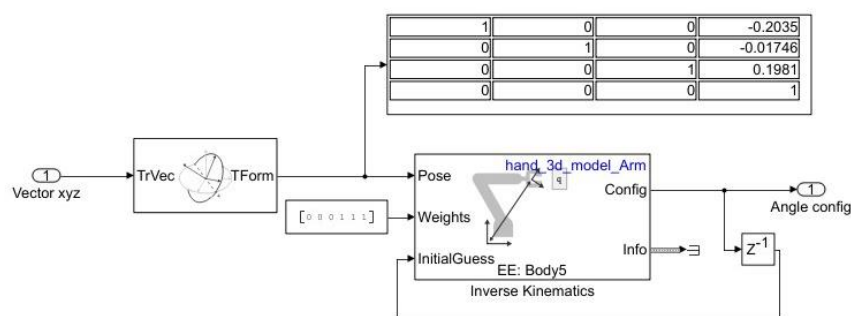 1 0 0 -0.2035
0 1 0 -0.01746
0 0 1 0.1981
0 0 0 1
hand_3d_model_Arm
1
Vector xyz
TrVec
TForm
Pose
q
Config
1
Angle config
[0 0 0 1 1 1]
Weights
InitialGuess
Info
Z-1
EE: Body5
Inverse Kinematics